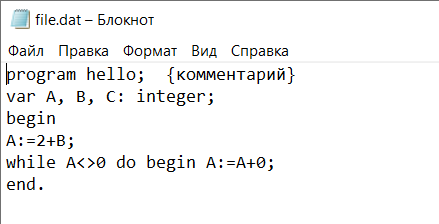 file.dat – Блокнот
Файл Правка Формат Вид Справка
program hello;  {комментарий}
var A, B, C: integer;
begin
A:=2+B;
while A<>0 do begin A:=A+0;
end.